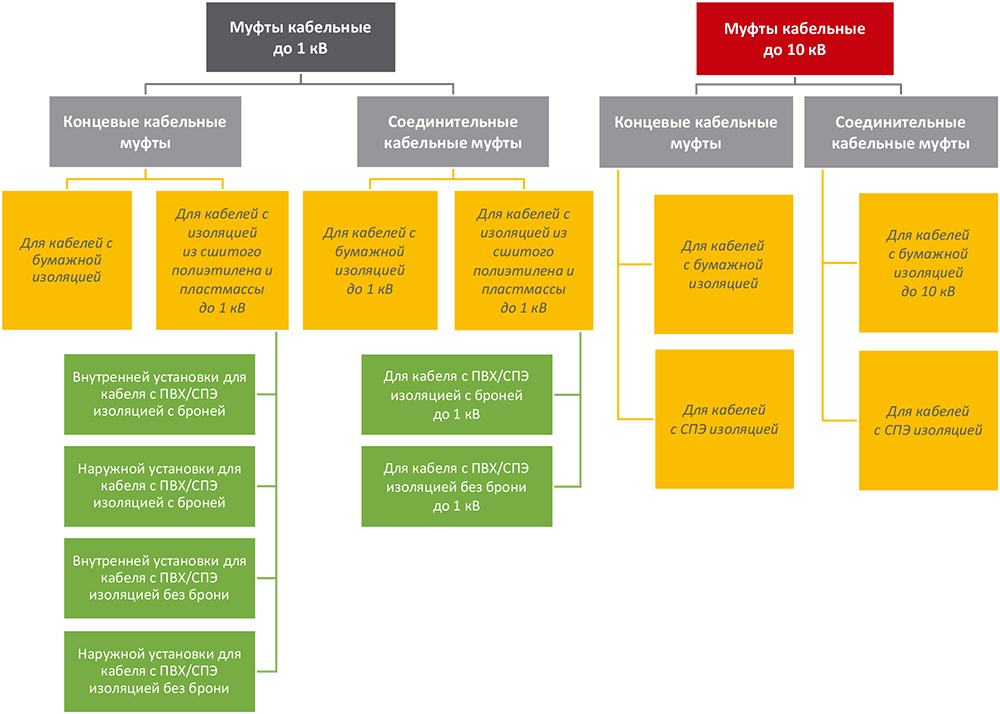 Муфты кабельные
до 1 кВ
Концевые кабельные
муфты
Соединительные
кабельные муфты
Для кабелей с
бумажной
изоляцией
Для кабелей с
изоляцией
из сшитого
полиэтилена и
пластмассы
до 1 кВ
Для кабелей с
бумажной
изоляцией
до 1 кВ
Для кабелей с
изоляцией из
сшитого
полиэтилена и
пластмассы
до 1 кВ
Внутренней установки для
кабеля с ПВХ/СПЭ
изоляцией с броней
Наружной установки для
кабеля с ПВХ/СПЭ
изоляцией с броней
Внутренней установки для
кабеля с ПВХ/СПЭ
изоляцией без брони
Наружной установки для
кабеля с ПВХ/СПЭ
изоляцией без брони
Для кабеля с ПВХ/СПЭ
изоляцией с броней
до 1 кВ
Для кабеля с ПВХ/СПЭ
изоляцией без брони
до 1 кВ
Муфты кабельные
до 10 кВ
Концевые кабельные
муфты
Соединительные
кабельные муфты
Для кабелей
с бумажной
изоляцией
Для кабелей
с СПЭ изоляцией
Для кабелей
с бумажной
изоляцией
до 10 кВ
Для кабелей
с СПЭ изоляцией